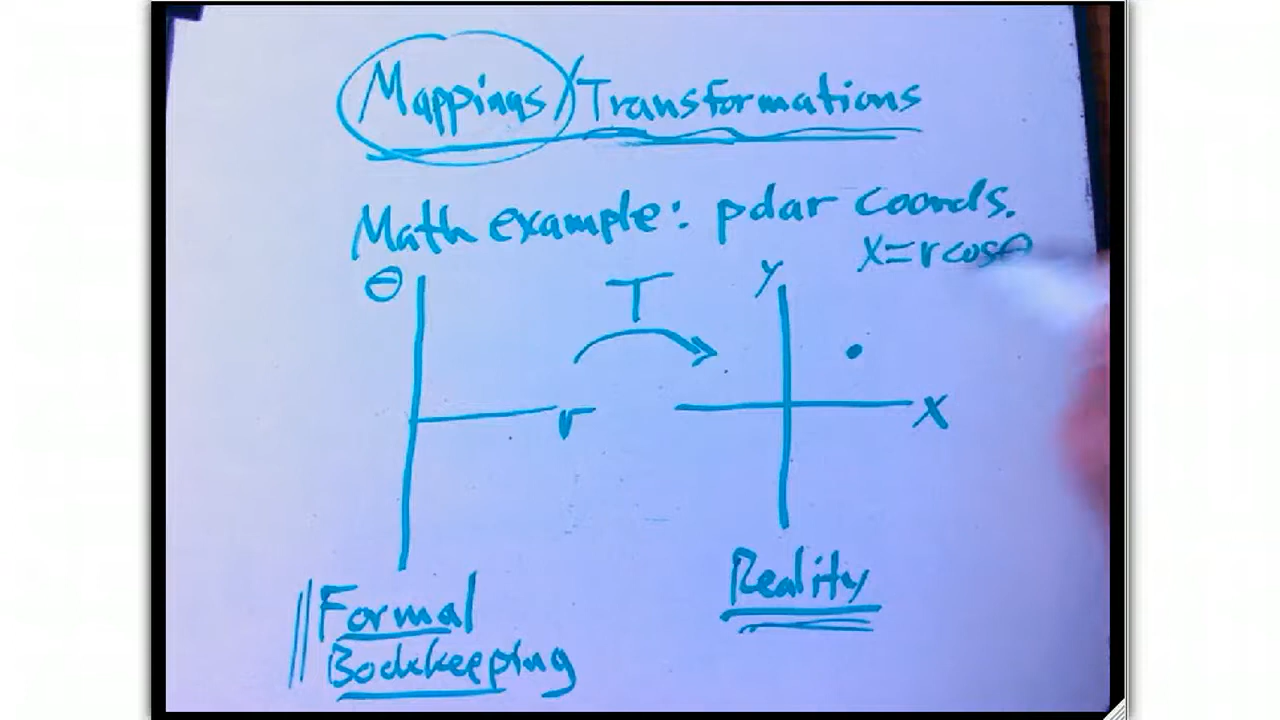 Mappings/Transformations
Math example: polar coords.
x=rcosθ
θ
T
y
r
x
Formal
Bookkeeping
Reality